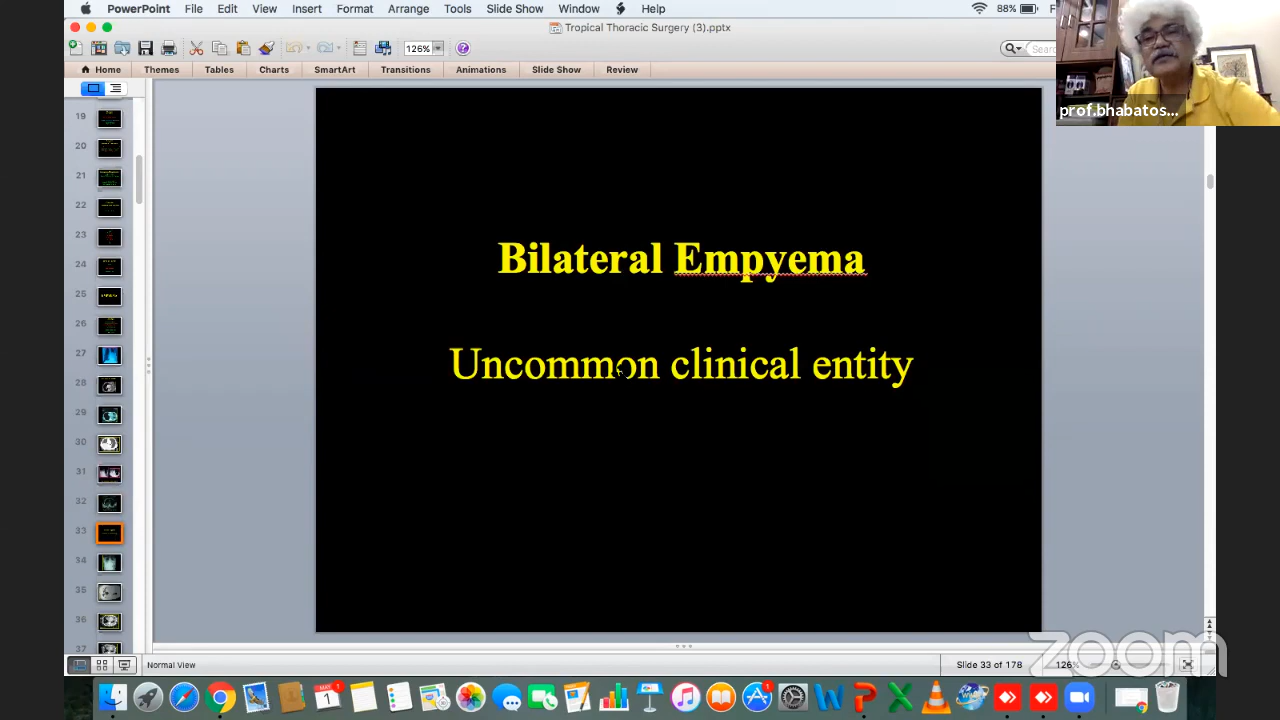 PowerPoint File Edit View Insert Format Arrange Tools Slide Show Window Help 88%
Tropical Thoracic Surgery (3).pptx
126%
Home Themes Tables Charts SmartArt Transitions Animations Slide Show Review
prof.bhabatos...
19
20
21
22
23
24
25
26
27
28
29
30
31
32
33
34
35
36
37
Bilateral Empyema
Uncommon clinical entity
zoom
Normal View Slide 33 of 178 126%